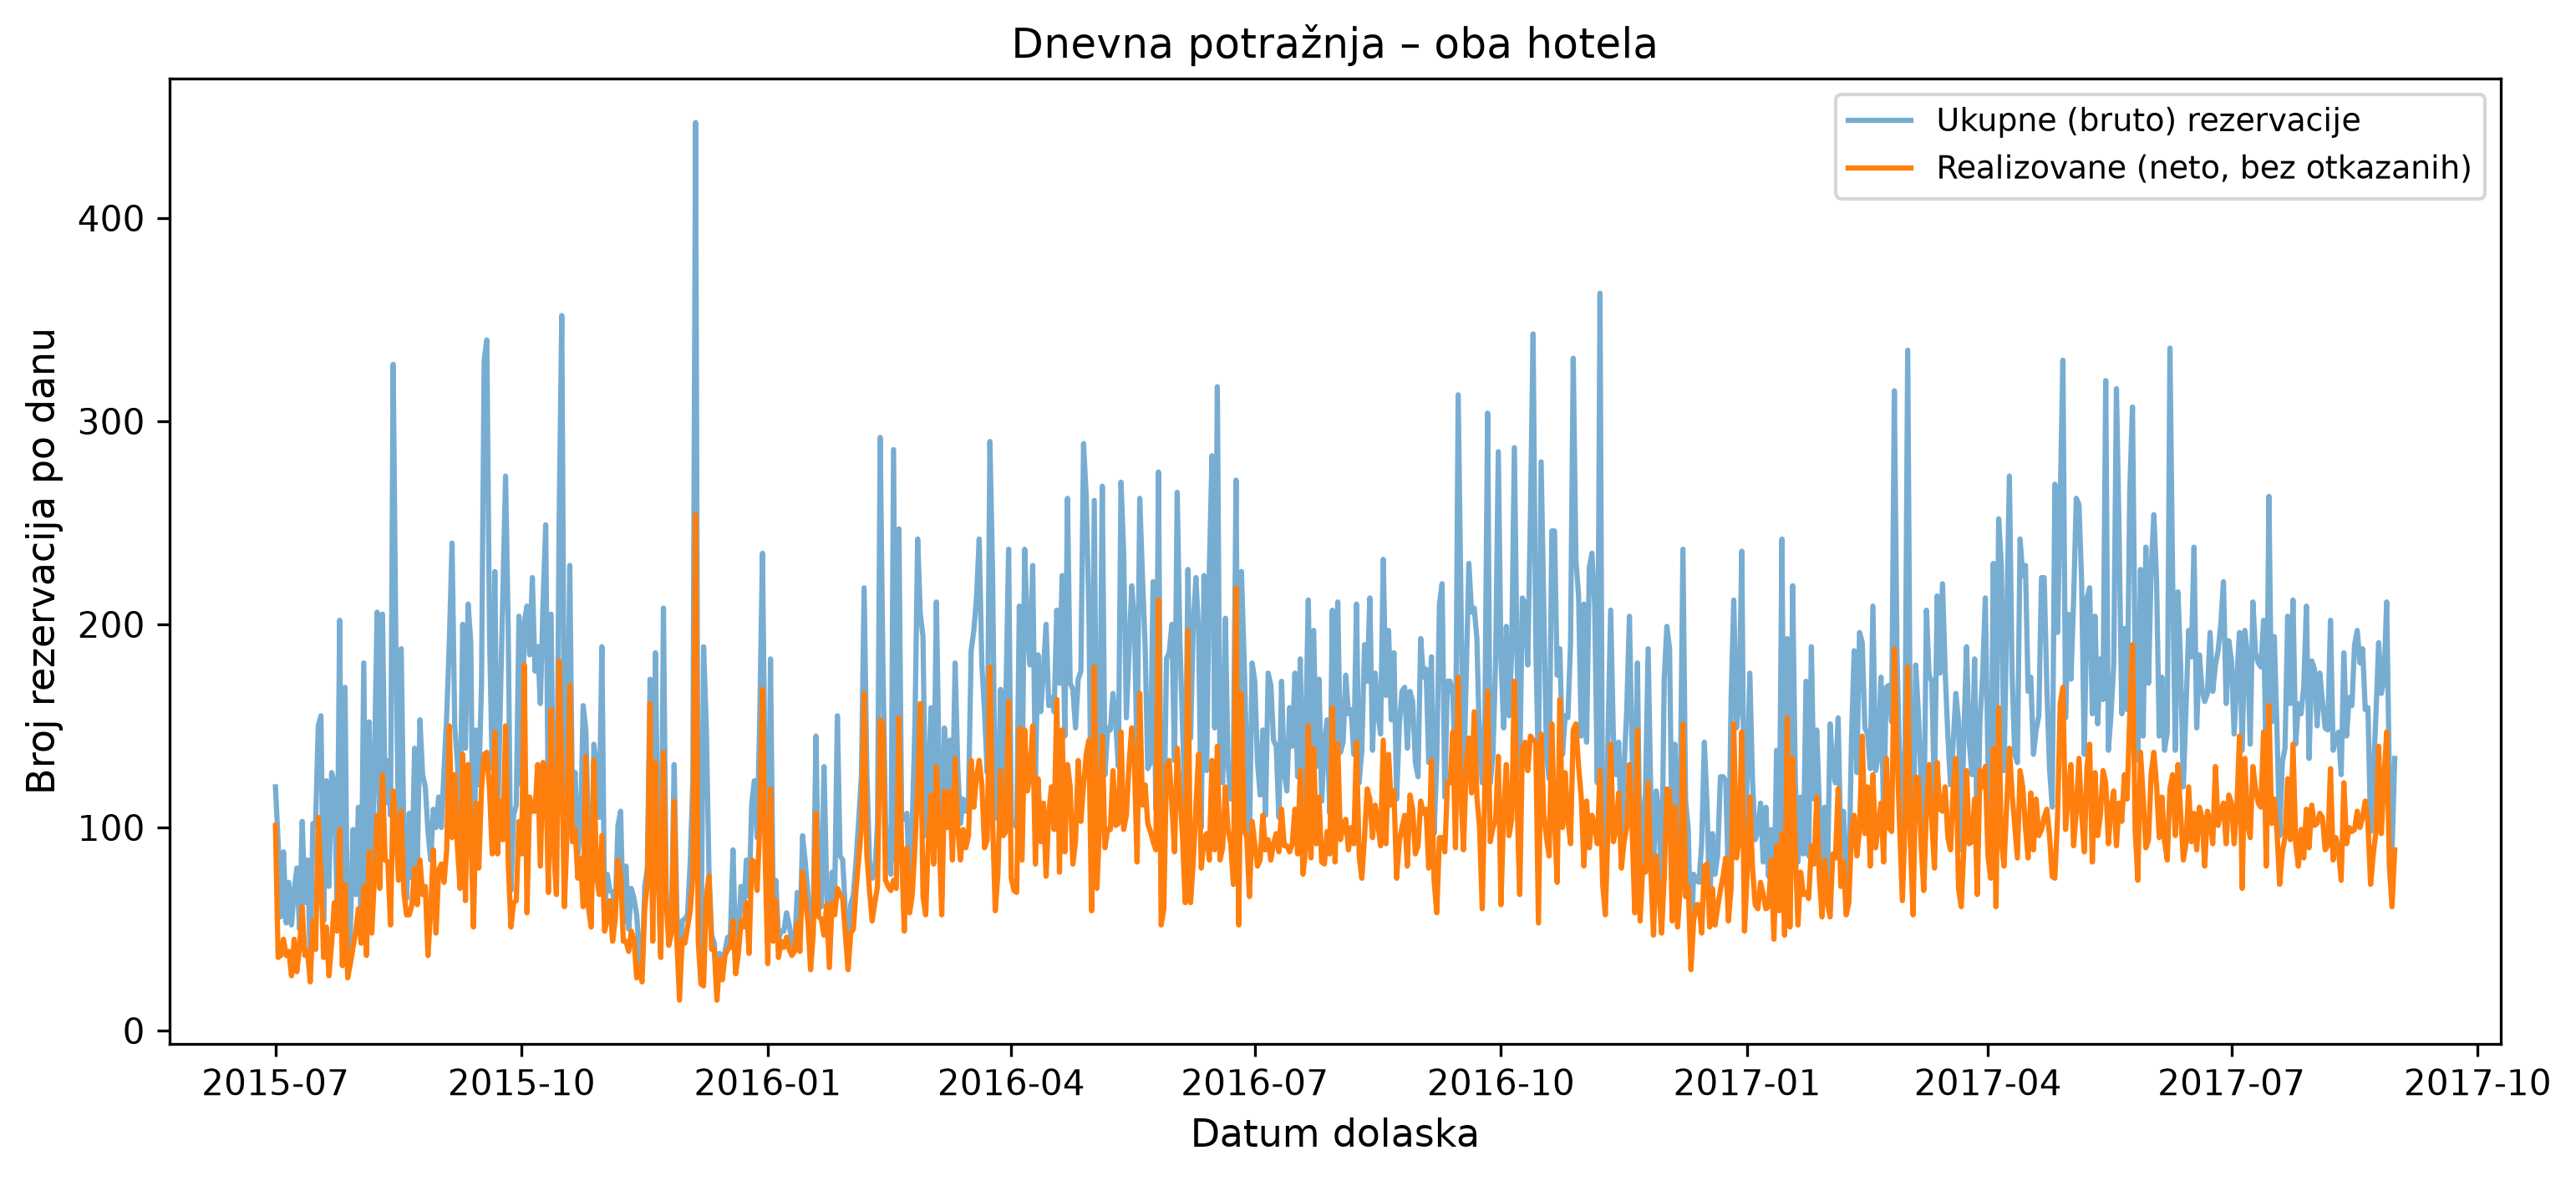 Dnevna potražnja – oba hotela
Ukupne (bruto) rezervacije
Realizovane (neto, bez otkazanih)
Broj rezervacija po danu
400
300
200
100
0
2015-07 2015-10 2016-01 2016-04 2016-07 2016-10 2017-01 2017-04 2017-07 2017-10
Datum dolaska